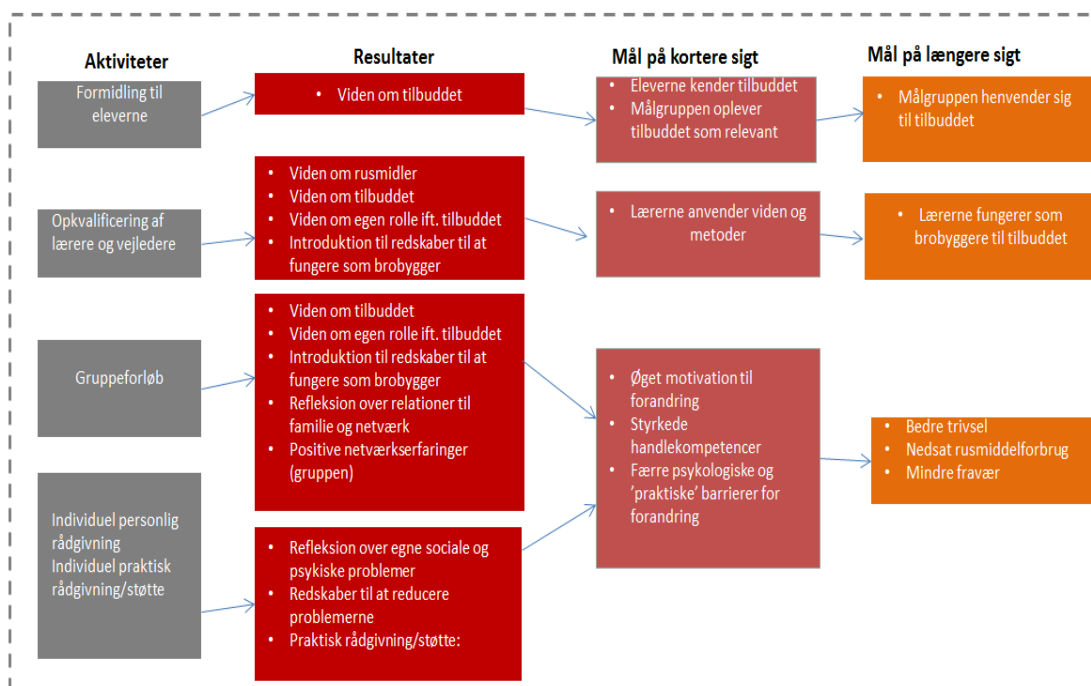 Aktiviteter
Resultater
Mål på kortere sigt
Mål på længere sigt
Formidling til
eleverne
• Viden om tilbuddet
• Eleverne kender tilbuddet
• Målgruppen oplever
tilbuddet som relevant
• Målgruppen henvender sig
til tilbuddet
Opkvalificering af
lærere og vejledere
• Viden om rusmidler
• Viden om tilbuddet
• Viden om egen rolle ift. tilbuddet
• Introduktion til redskaber til at
fungere som brobygger
• Lærerne anvender viden og
metoder
• Lærerne fungerer som
brobyggere til tilbuddet
Gruppeforløb
• Viden om tilbuddet
• Viden om egen rolle ift. tilbuddet
• Introduktion til redskaber til at
fungere som brobygger
• Refleksion over relationer til
familie og netværk
• Positive netværkserfaringer
(gruppen)
Individuel personlig
rådgivning
Individuel praktisk
rådgivning/støtte
• Refleksion over egne sociale og
psykiske problemer
• Redskaber til at reducere
problemerne
• Praktisk rådgivning/støtte:
• Øget motivation til
forandring
• Styrkede
handlekompetencer
• Færre psykologiske og
’praktiske’ barrierer for
forandring
• Bedre trivsel
• Nedsat rusmiddelforbrug
• Mindre fravær